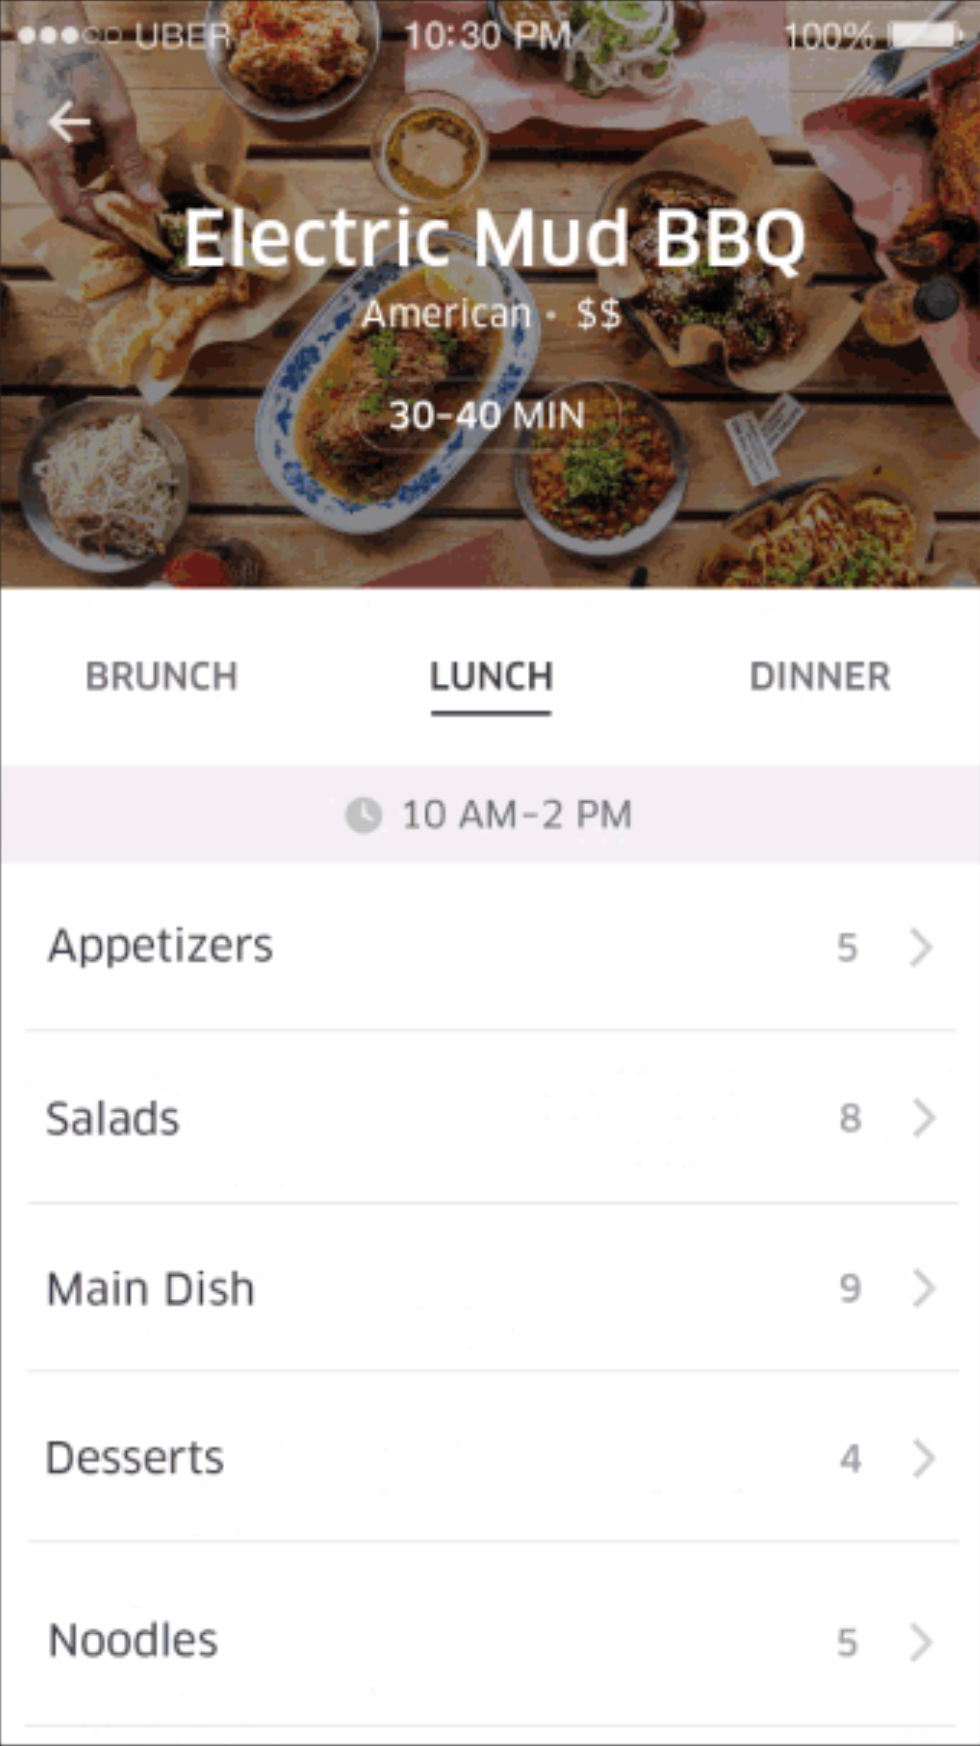 UBER 10:30 PM 100%
Electric Mud BBQ
American · $$
30-40 MIN
BRUNCH LUNCH DINNER
10 AM-2 PM
Appetizers 5
Salads 8
Main Dish 9
Desserts 4
Noodles 5